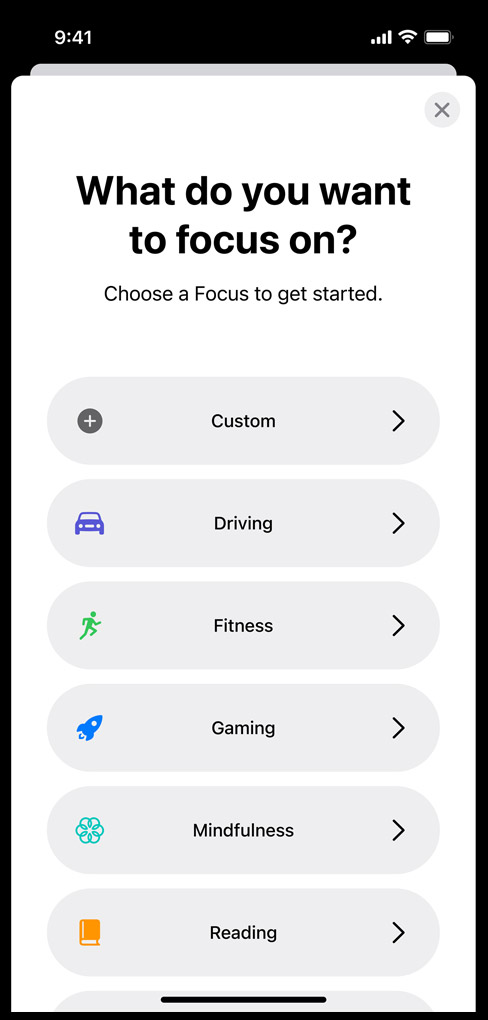 9:41
What do you want
to focus on?
Choose a Focus to get started.
Custom
Driving
Fitness
Gaming
Mindfulness
Reading